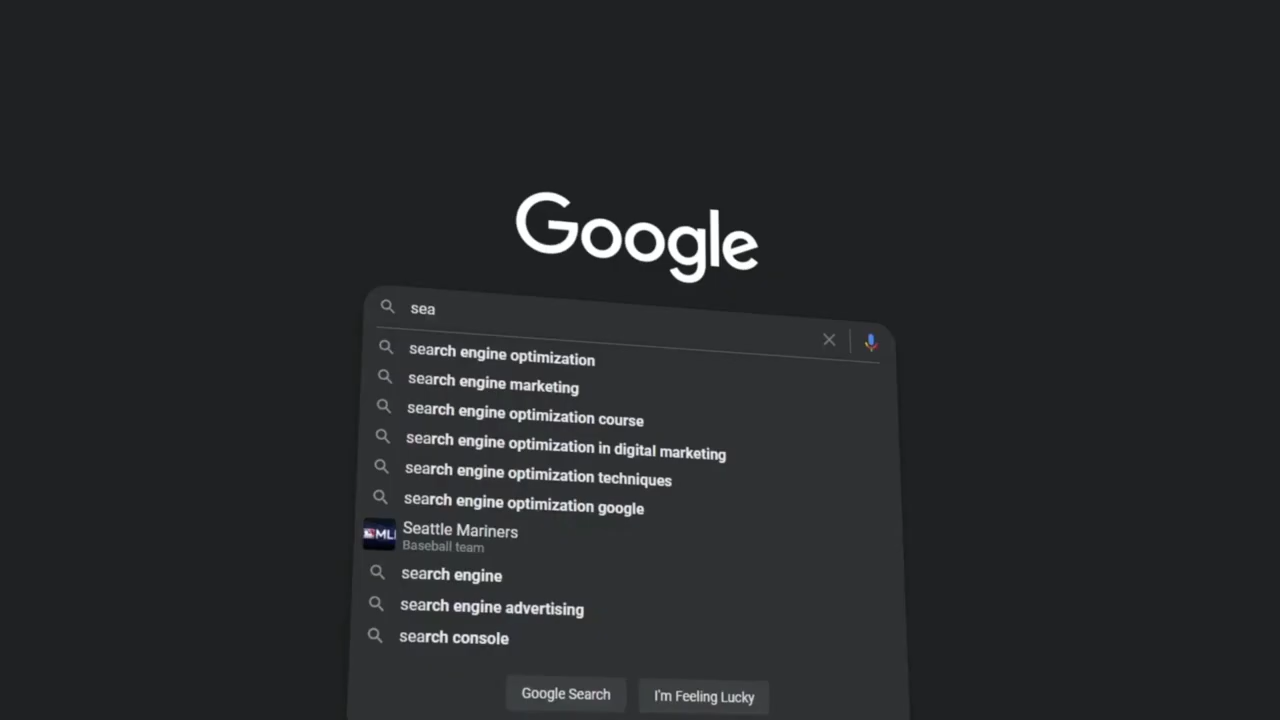 Google
sea
search engine optimization
search engine marketing
search engine optimization course
search engine optimization in digital marketing
search engine optimization techniques
search engine optimization google
Seattle Mariners
Baseball team
search engine
search engine advertising
search console
Google Search
I'm Feeling Lucky